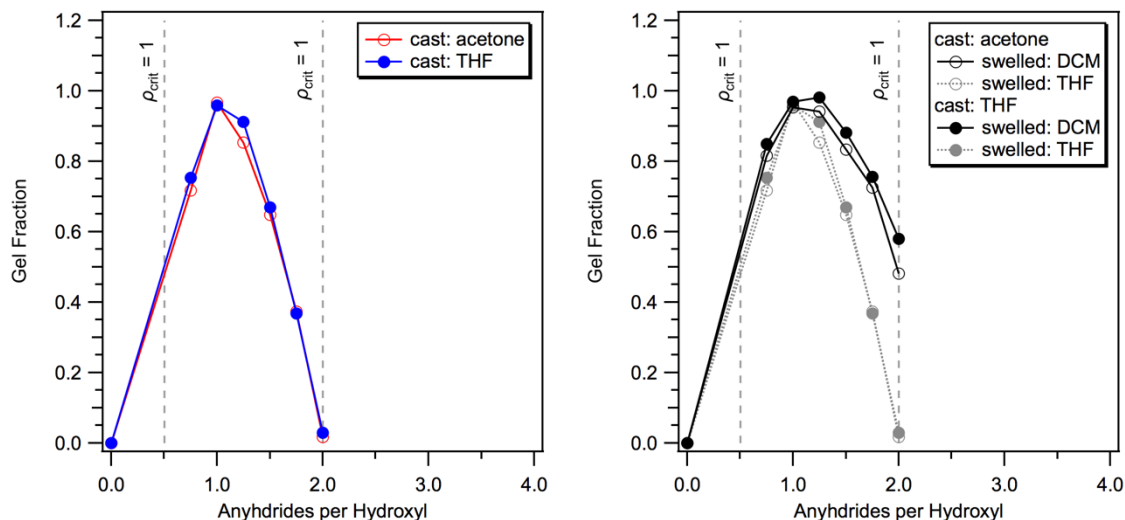 1.2
1.0
0.8
0.6
0.4
0.2
0.0
Gel Fraction
ρcrit = 1
ρcrit = 1
cast: acetone
cast: THF
0.0 1.0 2.0 3.0 4.0
Anyhdrides per Hydroxyl
1.2
1.0
0.8
0.6
0.4
0.2
0.0
Gel Fraction
ρcrit = 1
ρcrit = 1
cast: acetone
swelled: DCM
swelled: THF
cast: THF
swelled: DCM
swelled: THF
0.0 1.0 2.0 3.0 4.0
Anyhdrides per Hydroxyl